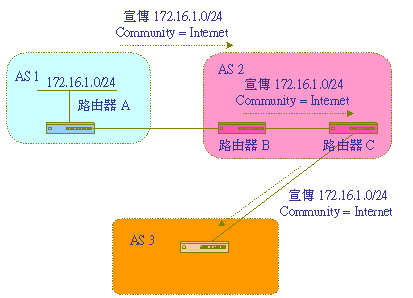 宣傳 172.16.1.0/24
Community = Internet
AS 1
172.16.1.0/24
路由器 A
AS 2
宣傳 172.16.1.0/24
Community = Internet
路由器 B
路由器 C
宣傳 172.16.1.0/24
Community = Internet
AS 3